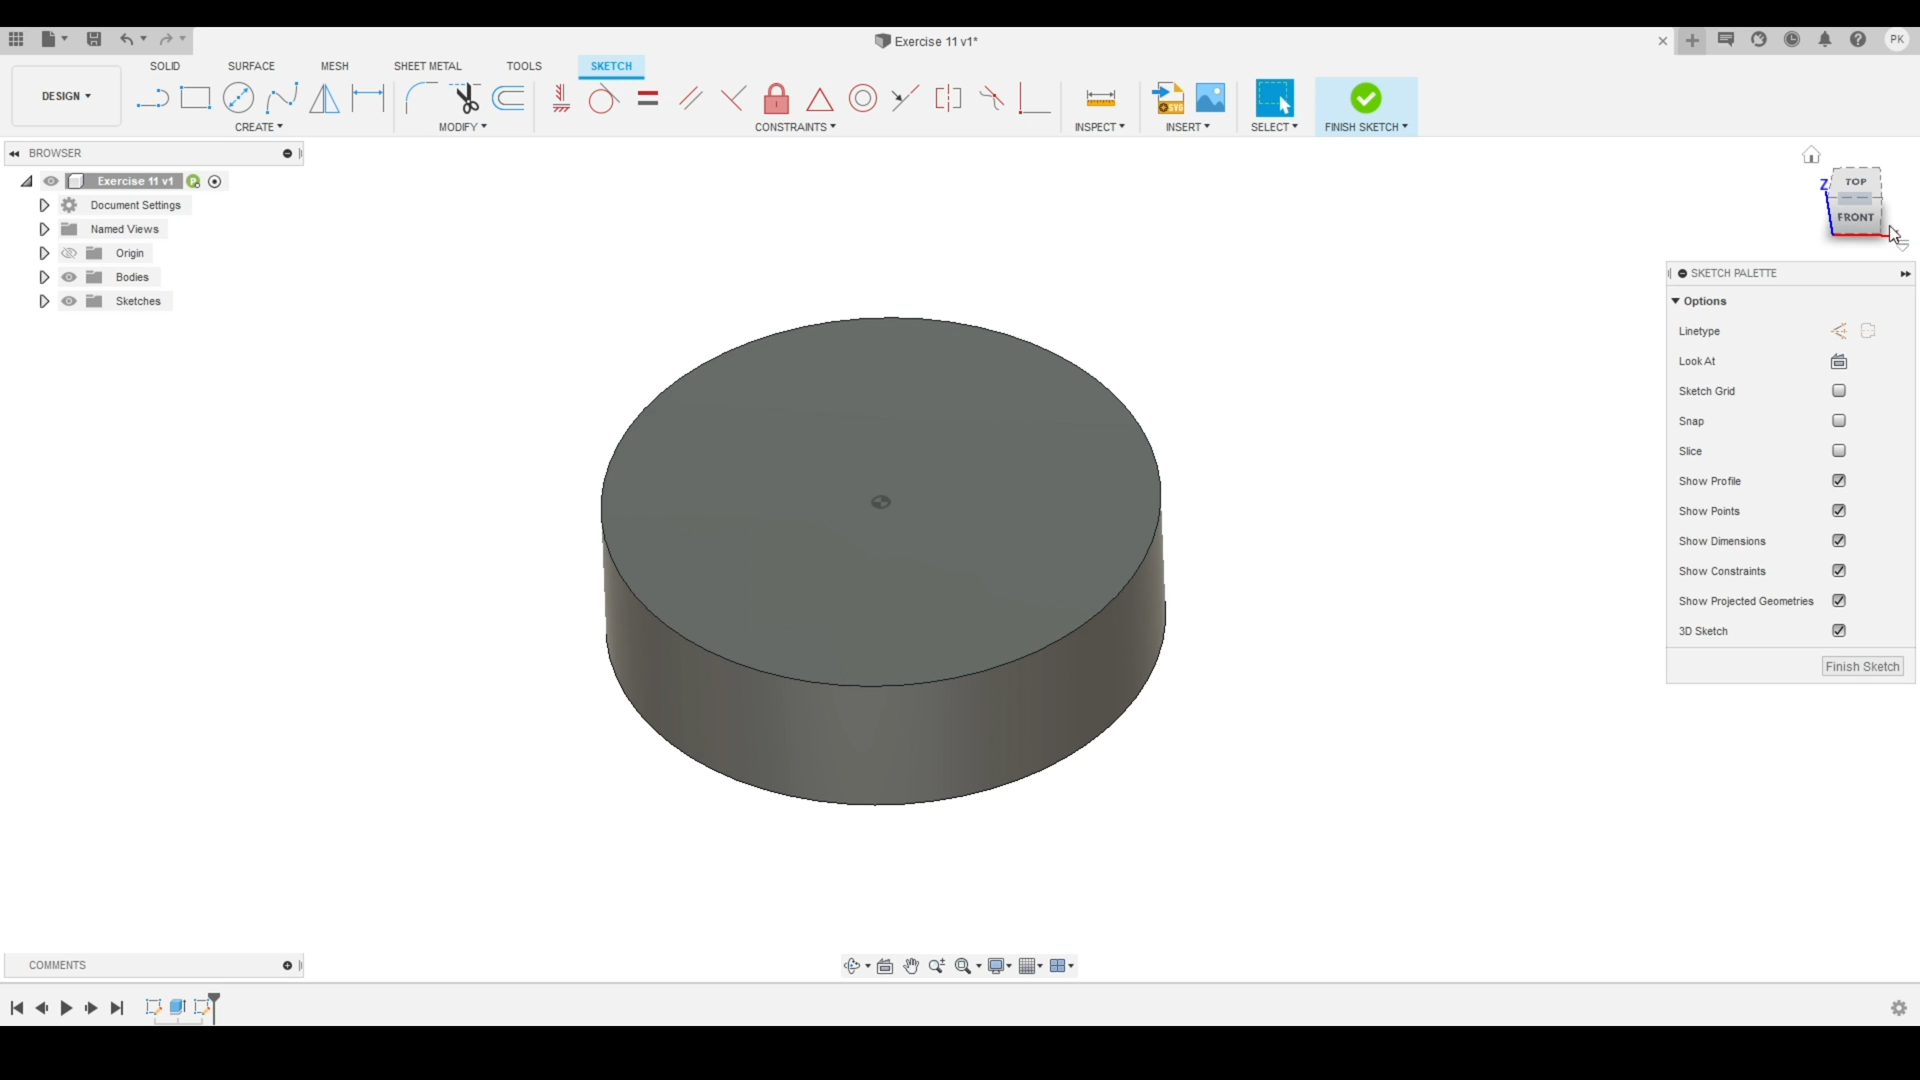 Exercise 11 v1*
PK
SOLID
SURFACE
MESH
SHEET METAL
TOOLS
SKETCH
DESIGN
CREATE
MODIFY
CONSTRAINTS
INSPECT
INSERT
SELECT
FINISH SKETCH
BROWSER
Exercise 11 v1
Document Settings
Named Views
Origin
Bodies
Sketches
Z
TOP
FRONT
SKETCH PALETTE
Options
Linetype
Look At
Sketch Grid
Snap
Slice
Show Profile
Show Points
Show Dimensions
Show Constraints
Show Projected Geometries
3D Sketch
Finish Sketch
COMMENTS